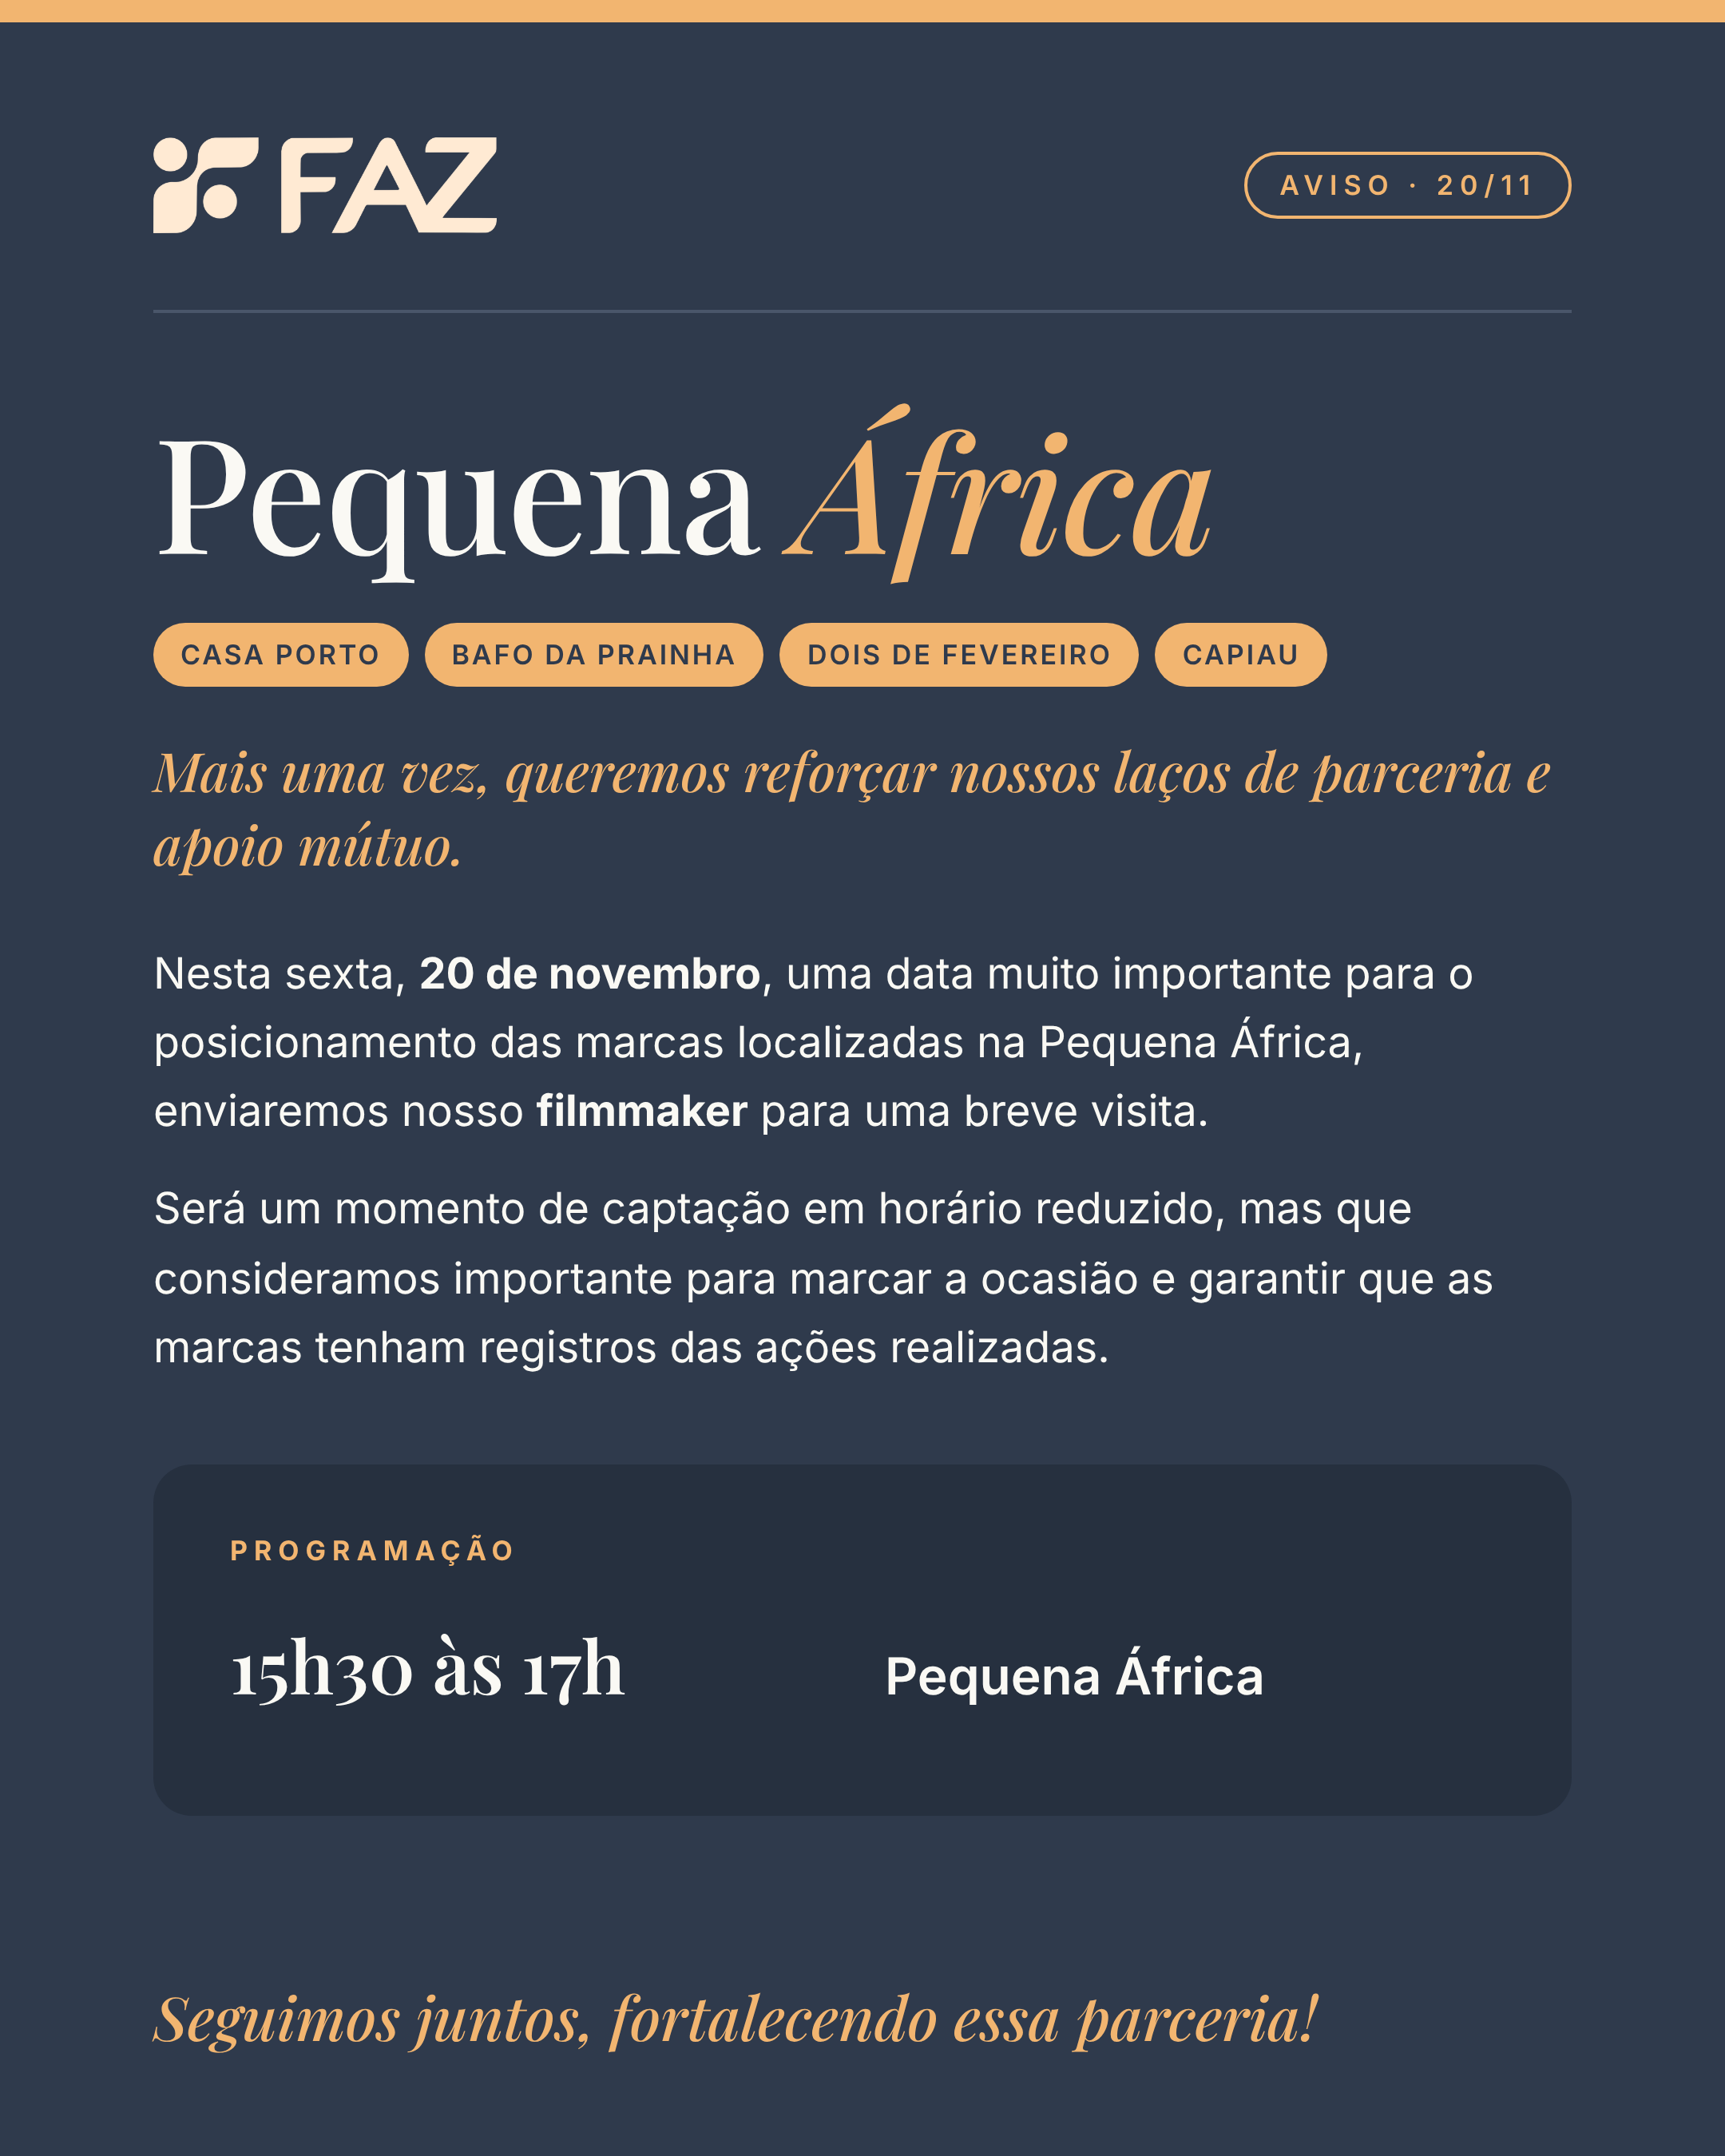 FAZ
AVISO · 20/11
Pequena África
CASA PORTO
BAFO DA PRAINHA
DOIS DE FEVEREIRO
CAPIAU
Mais uma vez, queremos reforçar nossos laços de parceria e
apoio mútuo.
Nesta sexta, 20 de novembro, uma data muito importante para o
posicionamento das marcas localizadas na Pequena África,
enviaremos nosso filmmaker para uma breve visita.
Será um momento de captação em horário reduzido, mas que
consideramos importante para marcar a ocasião e garantir que as
marcas tenham registros das ações realizadas.
PROGRAMAÇÃO
15h30 às 17h
Pequena África
Seguimos juntos, fortalecendo essa parceria!